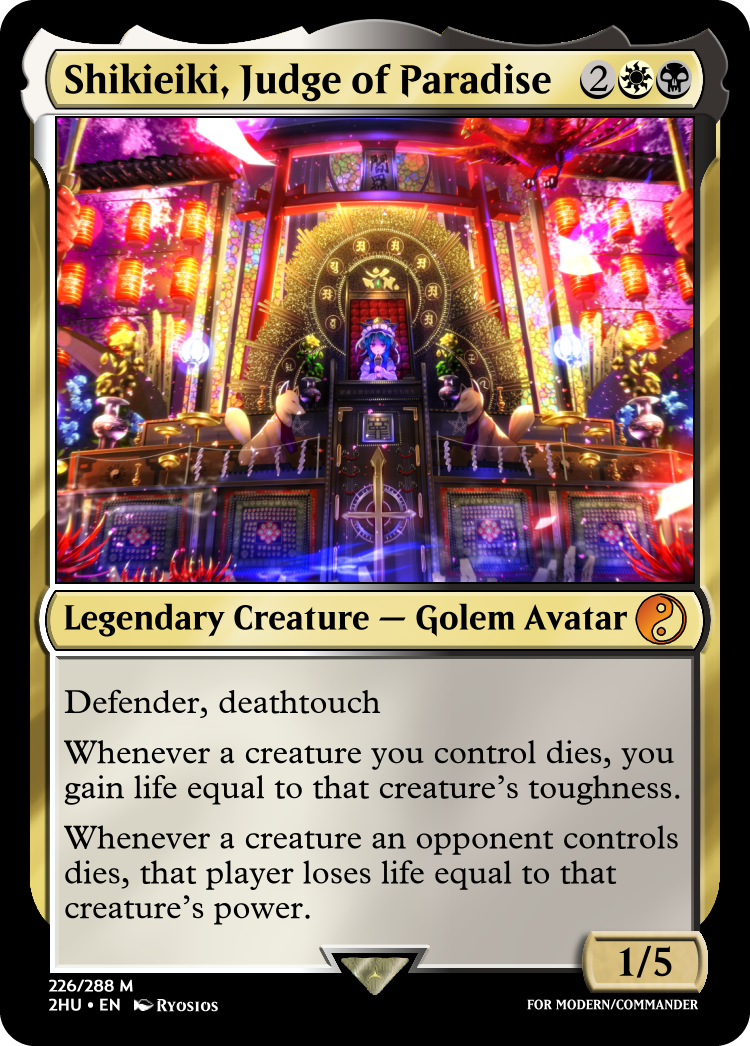 Shikieiki, Judge of Paradise 2
Legendary Creature — Golem Avatar
Defender, deathtouch
Whenever a creature you control dies, you
gain life equal to that creature's toughness.
Whenever a creature an opponent controls
dies, that player loses life equal to that
creature's power.
1/5
226/288 M
2HU • EN Ryosios
FOR MODERN/COMMANDER